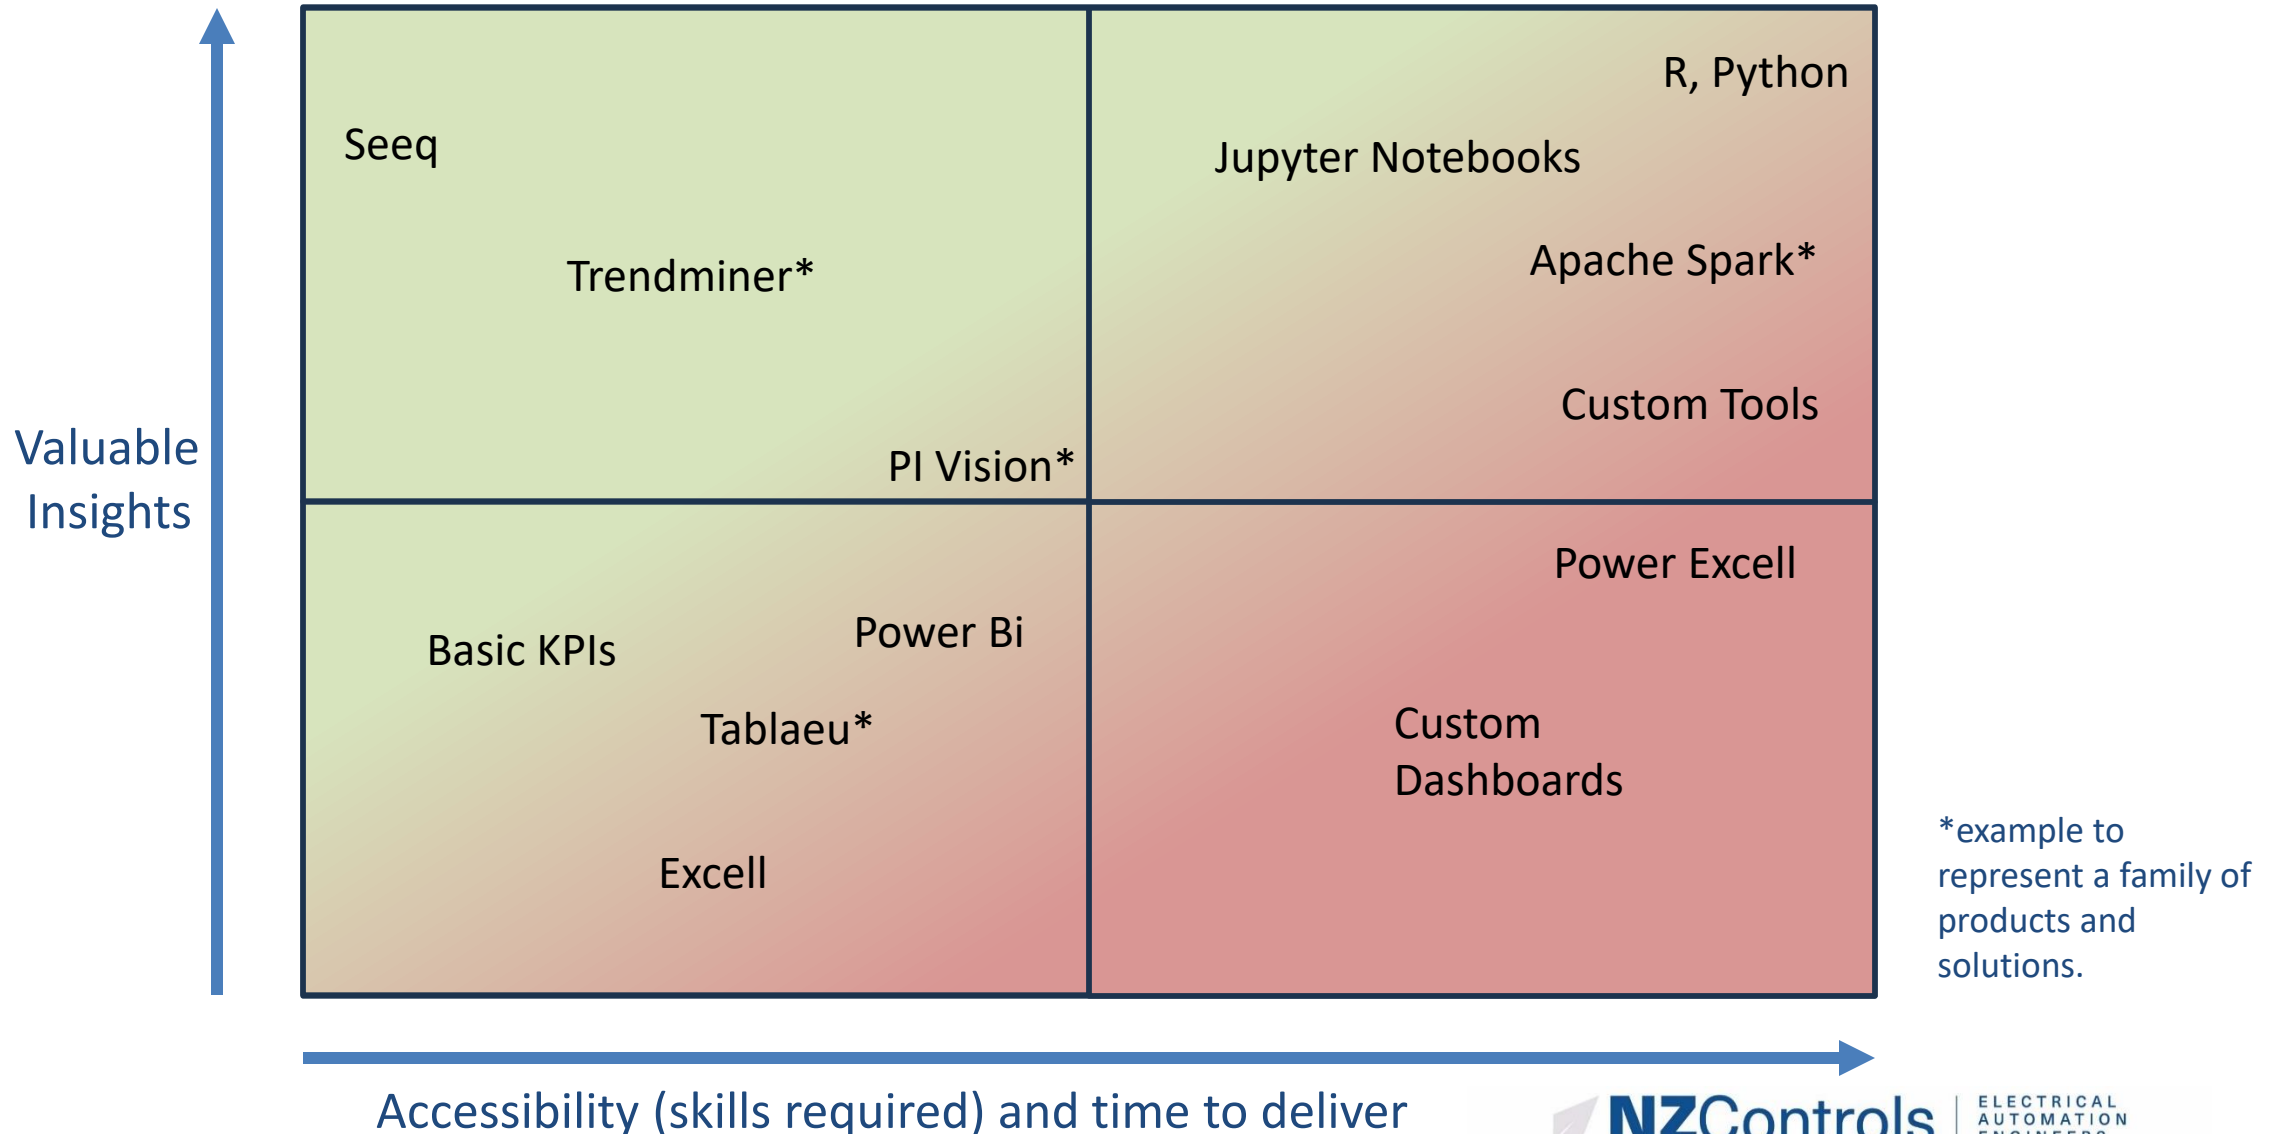 R, Python
Seeq
Jupyter Notebooks
Apache Spark*
Trendminer*
Custom Tools
Valuable
Insights
PI Vision*
Power Excell
Basic KPIs
Power Bi
Tablaeu*
Custom
Dashboards
Excell
*example to
represent a family of
products and
solutions.
Accessibility (skills required) and time to deliver
NZControls
ELECTRICAL
AUTOMATION
ENGINEERS